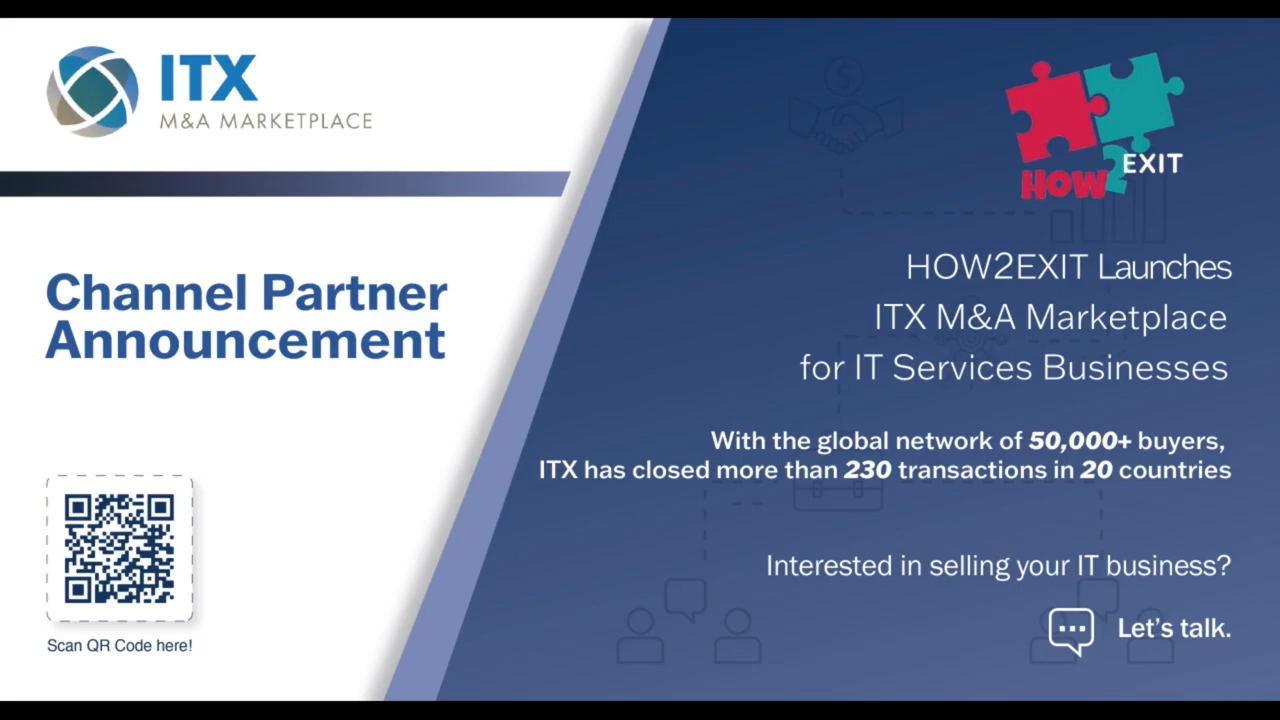 ITX
M&A MARKETPLACE
Channel Partner
Announcement
Scan QR Code here!
HOW2EXIT
HOW2EXIT Launches
ITX M&A Marketplace
for IT Services Businesses
With the global network of 50,000+ buyers,
ITX has closed more than 230 transactions in 20 countries
Interested in selling your IT business?
Let's talk.